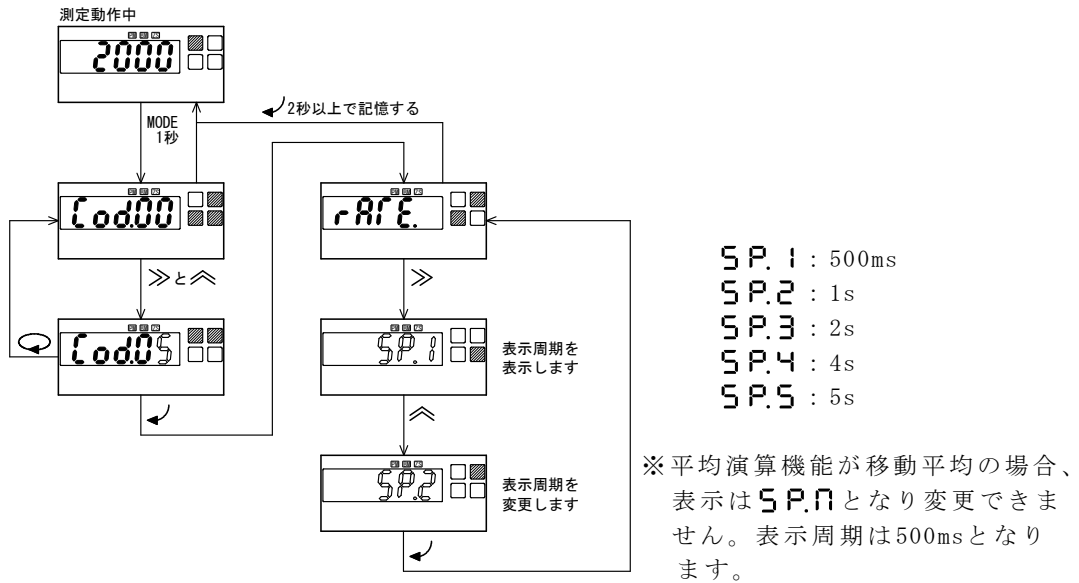 測定動作中
2000
MODE
1秒
2秒以上で記憶する
Cod.00
rATE.
≫と︽
≫
Cod.05
SP.1
表示周期を
表示します
︽
SP.2
表示周期を
変更します
SP.1：500ms
SP.2：1s
SP.3：2s
SP.4：4s
SP.5：5s
※平均演算機能が移動平均の場合、
表示はSP.Πとなり変更できま
せん。表示周期は500msとなり
ます。